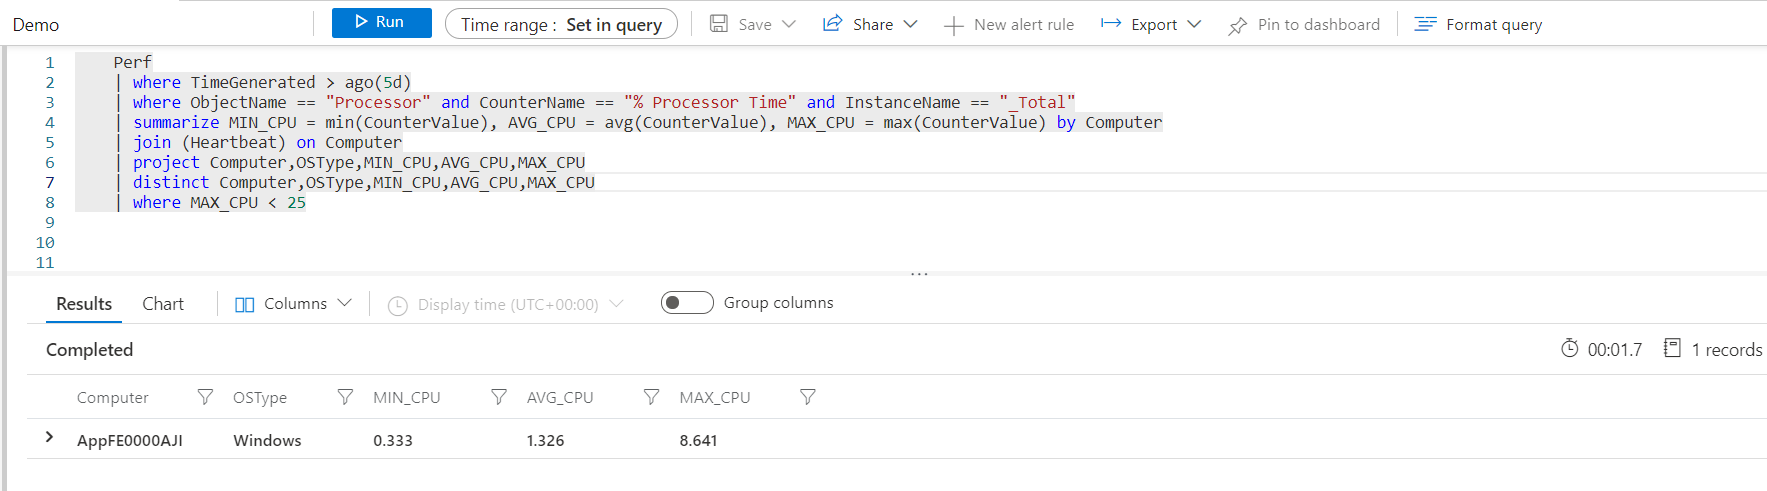 Demo
Run
Time range : Set in query
Save
Share
New alert rule
Export
Pin to dashboard
Format query
1 Perf
2 | where TimeGenerated > ago(5d)
3 | where ObjectName == "Processor" and CounterName == "% Processor Time" and InstanceName == "_Total"
4 | summarize MIN_CPU = min(CounterValue), AVG_CPU = avg(CounterValue), MAX_CPU = max(CounterValue) by Computer
5 | join (Heartbeat) on Computer
6 | project Computer,OSType,MIN_CPU,AVG_CPU,MAX_CPU
7 | distinct Computer,OSType,MIN_CPU,AVG_CPU,MAX_CPU
8 | where MAX_CPU < 25
9
10
11
...
Results
Chart
Columns
Display time (UTC+00:00)
Group columns
Completed
00:01.7
1 records
Computer OSType MIN_CPU AVG_CPU MAX_CPU
AppFE0000AJI Windows 0.333 1.326 8.641